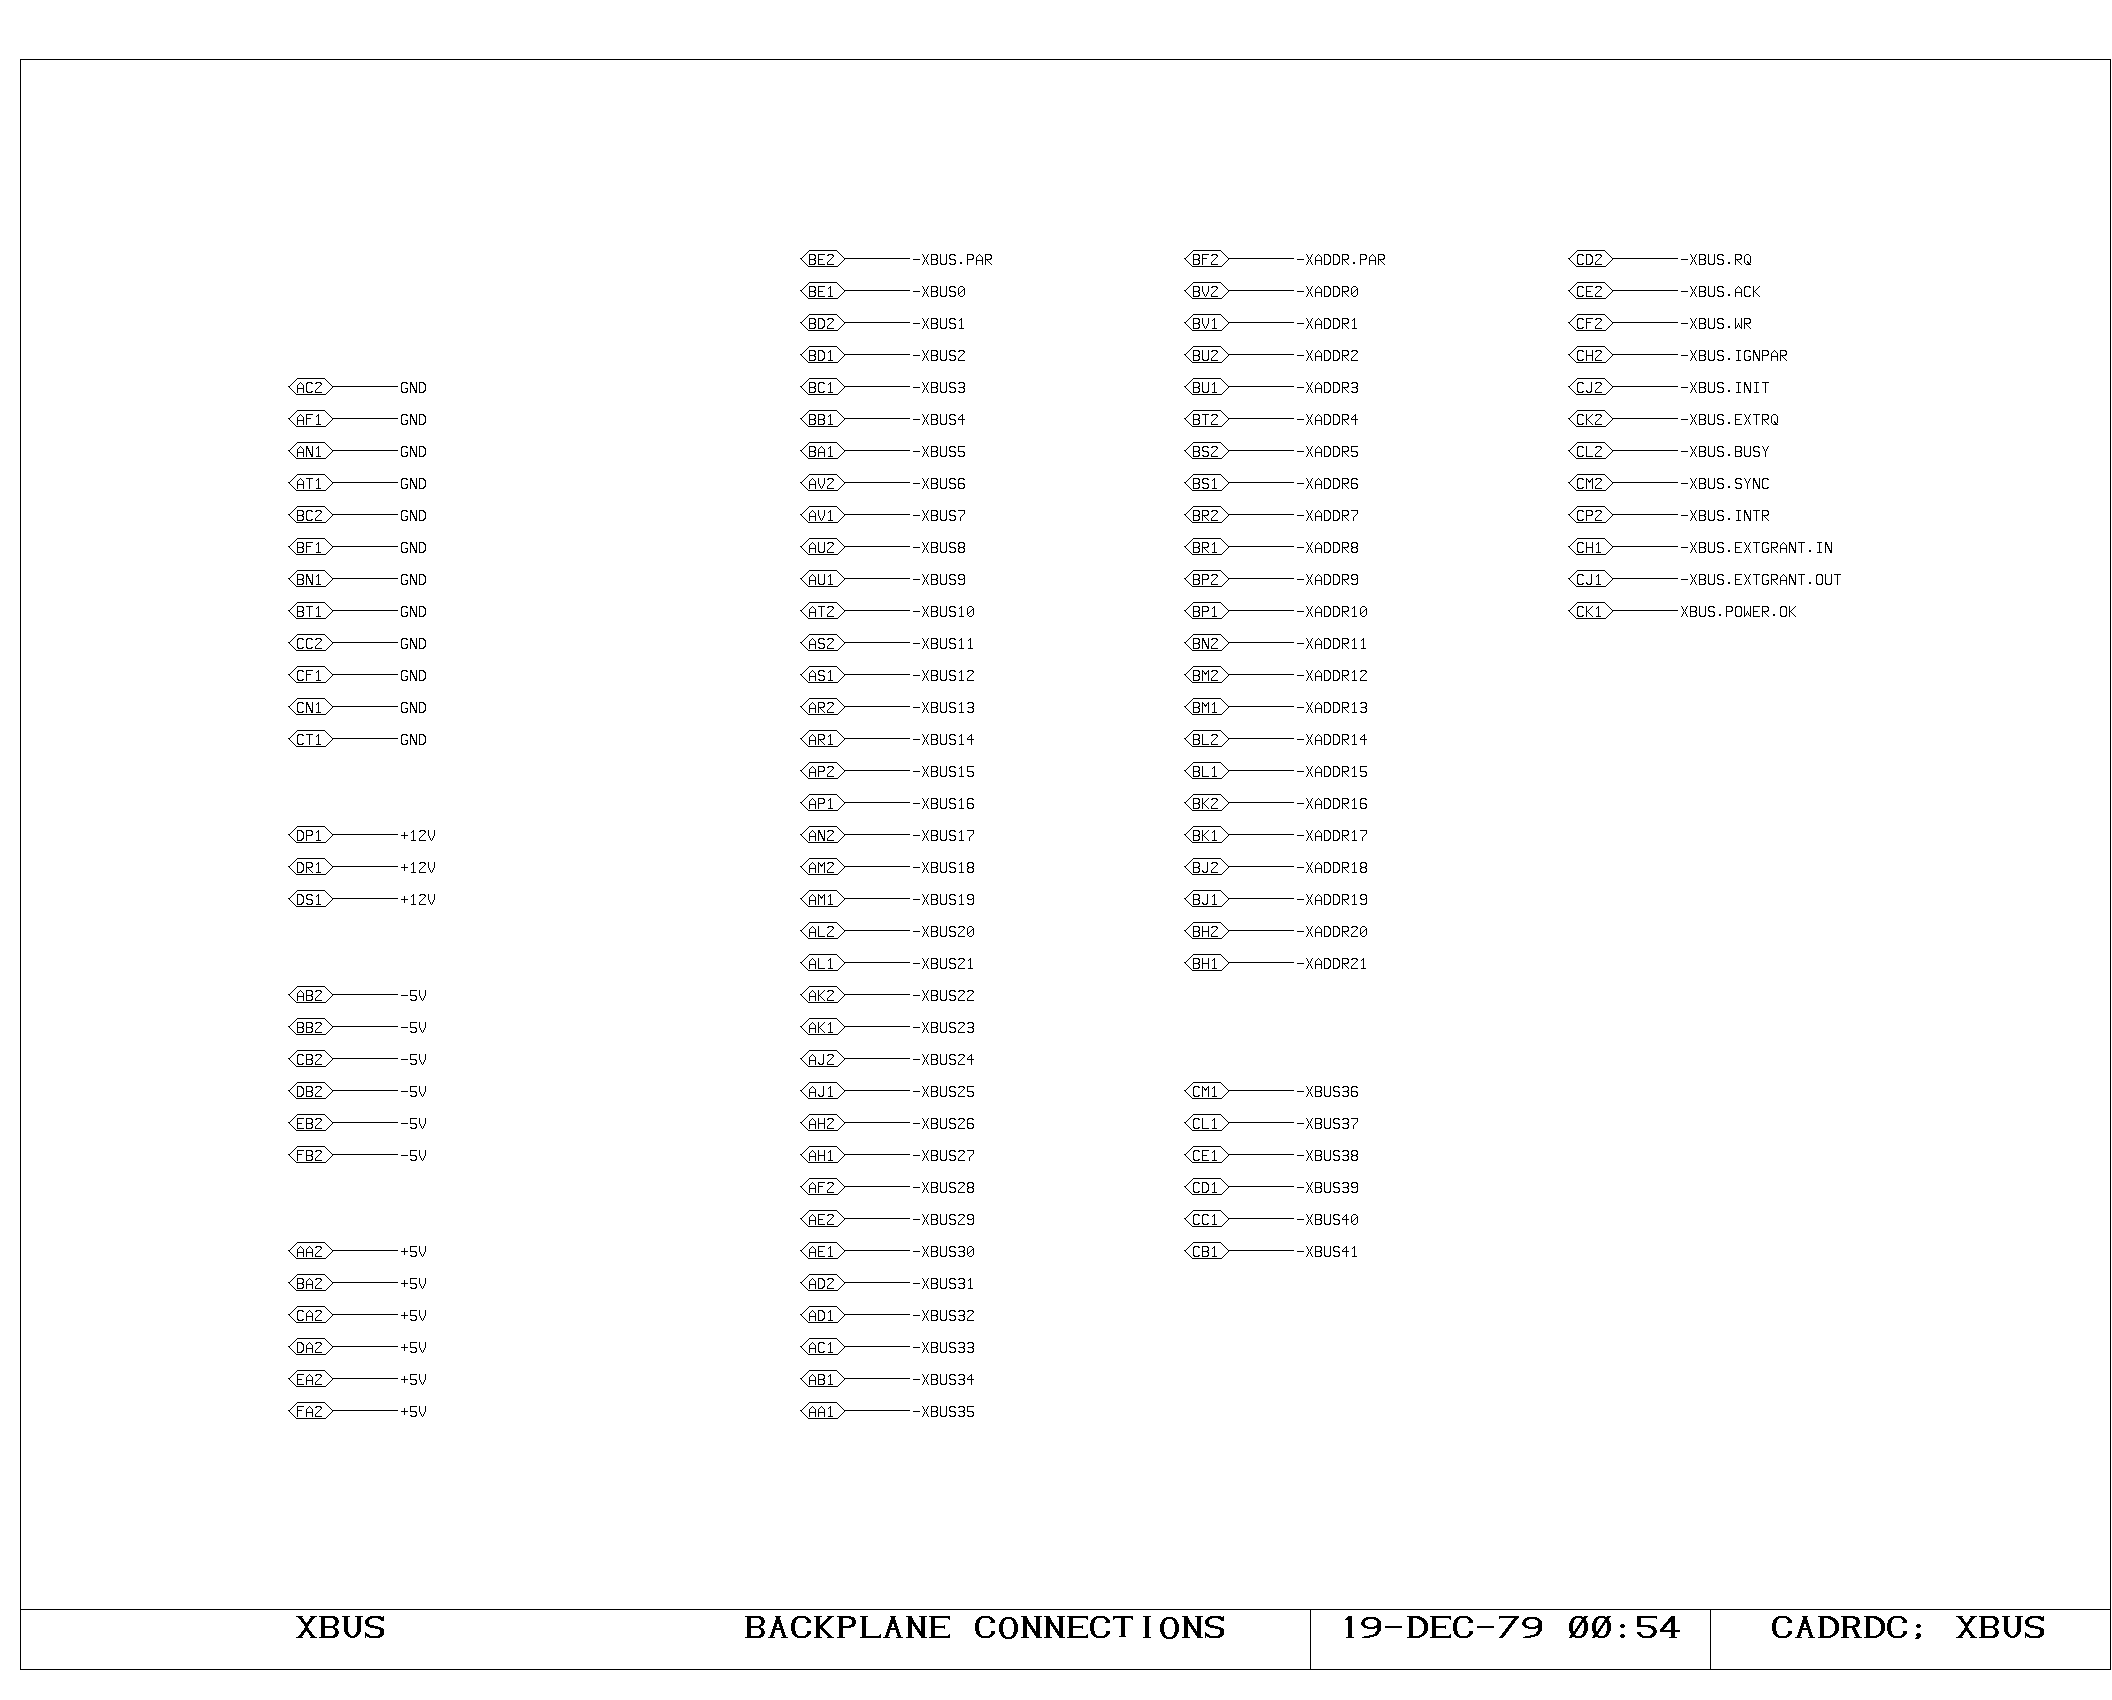 BE2 -XBUS.PAR BF2 -XADDR.PAR CD2 -XBUS.RQ
BE1 -XBUS0 BV2 -XADDR0 CE2 -XBUS.ACK
BD2 -XBUS1 BV1 -XADDR1 CF2 -XBUS.WR
BD1 -XBUS2 BU2 -XADDR2 CH2 -XBUS.IGNPAR
AC2 GND BC1 -XBUS3 BU1 -XADDR3 CJ2 -XBUS.INIT
AF1 GND BB1 -XBUS4 BT2 -XADDR4 CK2 -XBUS.EXTRQ
AN1 GND BA1 -XBUS5 BS2 -XADDR5 CL2 -XBUS.BUSY
AT1 GND AV2 -XBUS6 BS1 -XADDR6 CM2 -XBUS.SYNC
BC2 GND AV1 -XBUS7 BR2 -XADDR7 CP2 -XBUS.INTR
BF1 GND AU2 -XBUS8 BR1 -XADDR8 CH1 -XBUS.EXTGRANT.IN
BN1 GND AU1 -XBUS9 BP2 -XADDR9 CJ1 -XBUS.EXTGRANT.OUT
BT1 GND AT2 -XBUS10 BP1 -XADDR10 CK1 XBUS.POWER.OK
CC2 GND AS2 -XBUS11 BN2 -XADDR11
CF1 GND AS1 -XBUS12 BM2 -XADDR12
CN1 GND AR2 -XBUS13 BM1 -XADDR13
CT1 GND AR1 -XBUS14 BL2 -XADDR14
AP2 -XBUS15 BL1 -XADDR15
AP1 -XBUS16 BK2 -XADDR16
DP1 +12V AN2 -XBUS17 BK1 -XADDR17
DR1 +12V AM2 -XBUS18 BJ2 -XADDR18
DS1 +12V AM1 -XBUS19 BJ1 -XADDR19
AL2 -XBUS20 BH2 -XADDR20
AL1 -XBUS21 BH1 -XADDR21
AB2 -5V AK2 -XBUS22
BB2 -5V AK1 -XBUS23
CB2 -5V AJ2 -XBUS24
DB2 -5V AJ1 -XBUS25 CM1 -XBUS36
EB2 -5V AH2 -XBUS26 CL1 -XBUS37
FB2 -5V AH1 -XBUS27 CE1 -XBUS38
AF2 -XBUS28 CD1 -XBUS39
AE2 -XBUS29 CC1 -XBUS40
AA2 +5V AE1 -XBUS30 CB1 -XBUS41
BA2 +5V AD2 -XBUS31
CA2 +5V AD1 -XBUS32
DA2 +5V AC1 -XBUS33
EA2 +5V AB1 -XBUS34
FA2 +5V AA1 -XBUS35
XBUS BACKPLANE CONNECTIONS 19-DEC-79 00:54 CADRDC; XBUS